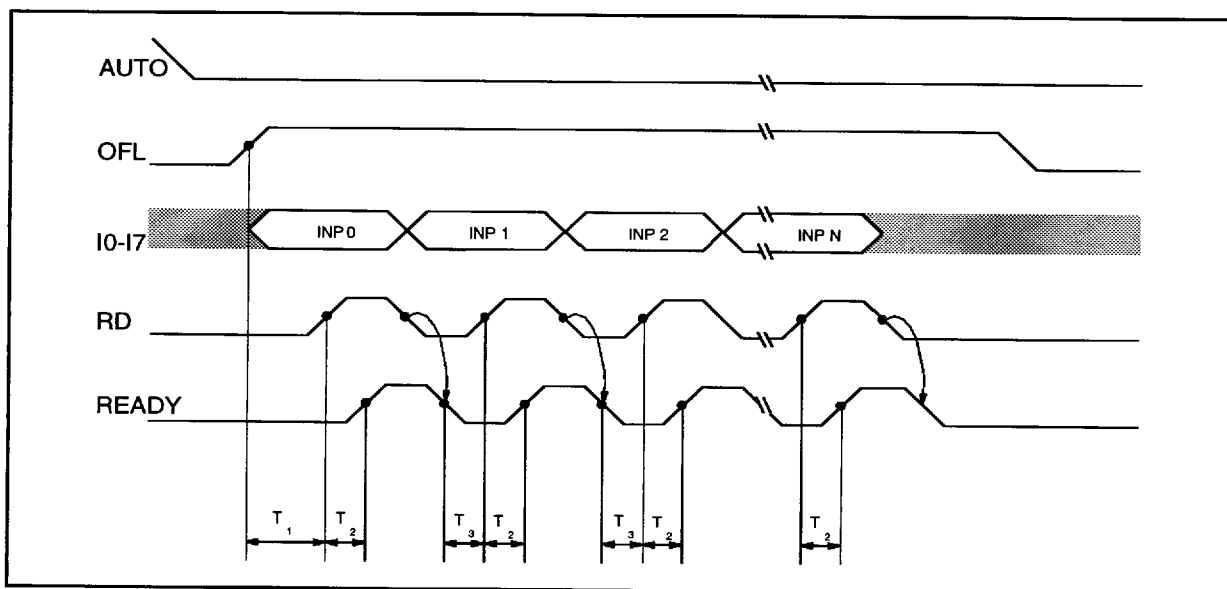 AUTO
OFL
I0-I7
INP 0
INP 1
INP 2
INP N
RD
READY
T1
T2
T3
T2
T3
T2
T2